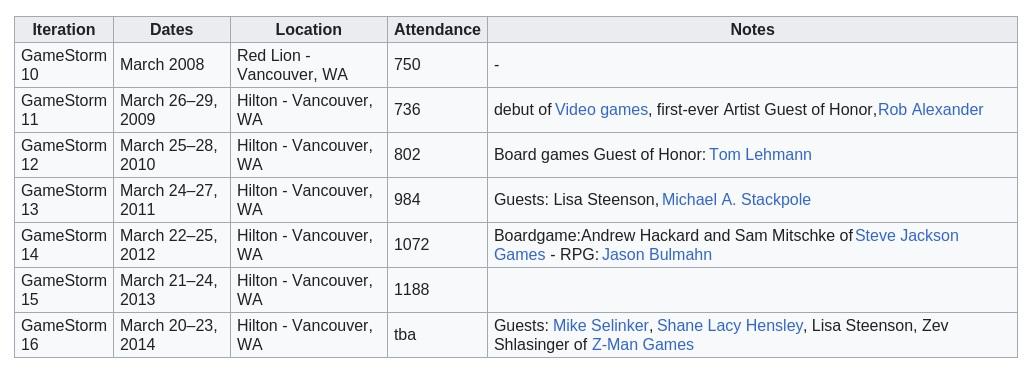 Iteration Dates Location Attendance Notes
GameStorm 10 March 2008 Red Lion - Vancouver, WA 750 -
GameStorm 11 March 26–29, 2009 Hilton - Vancouver, WA 736 debut of Video games, first-ever Artist Guest of Honor,Rob Alexander
GameStorm 12 March 25–28, 2010 Hilton - Vancouver, WA 802 Board games Guest of Honor: Tom Lehmann
GameStorm 13 March 24–27, 2011 Hilton - Vancouver, WA 984 Guests: Lisa Steenson, Michael A. Stackpole
GameStorm 14 March 22–25, 2012 Hilton - Vancouver, WA 1072 Boardgame:Andrew Hackard and Sam Mitschke of Steve Jackson Games - RPG: Jason Bulmahn
GameStorm 15 March 21–24, 2013 Hilton - Vancouver, WA 1188
GameStorm 16 March 20–23, 2014 Hilton - Vancouver, WA tba Guests: Mike Selinker, Shane Lacy Hensley, Lisa Steenson, Zev Shlasinger of Z-Man Games